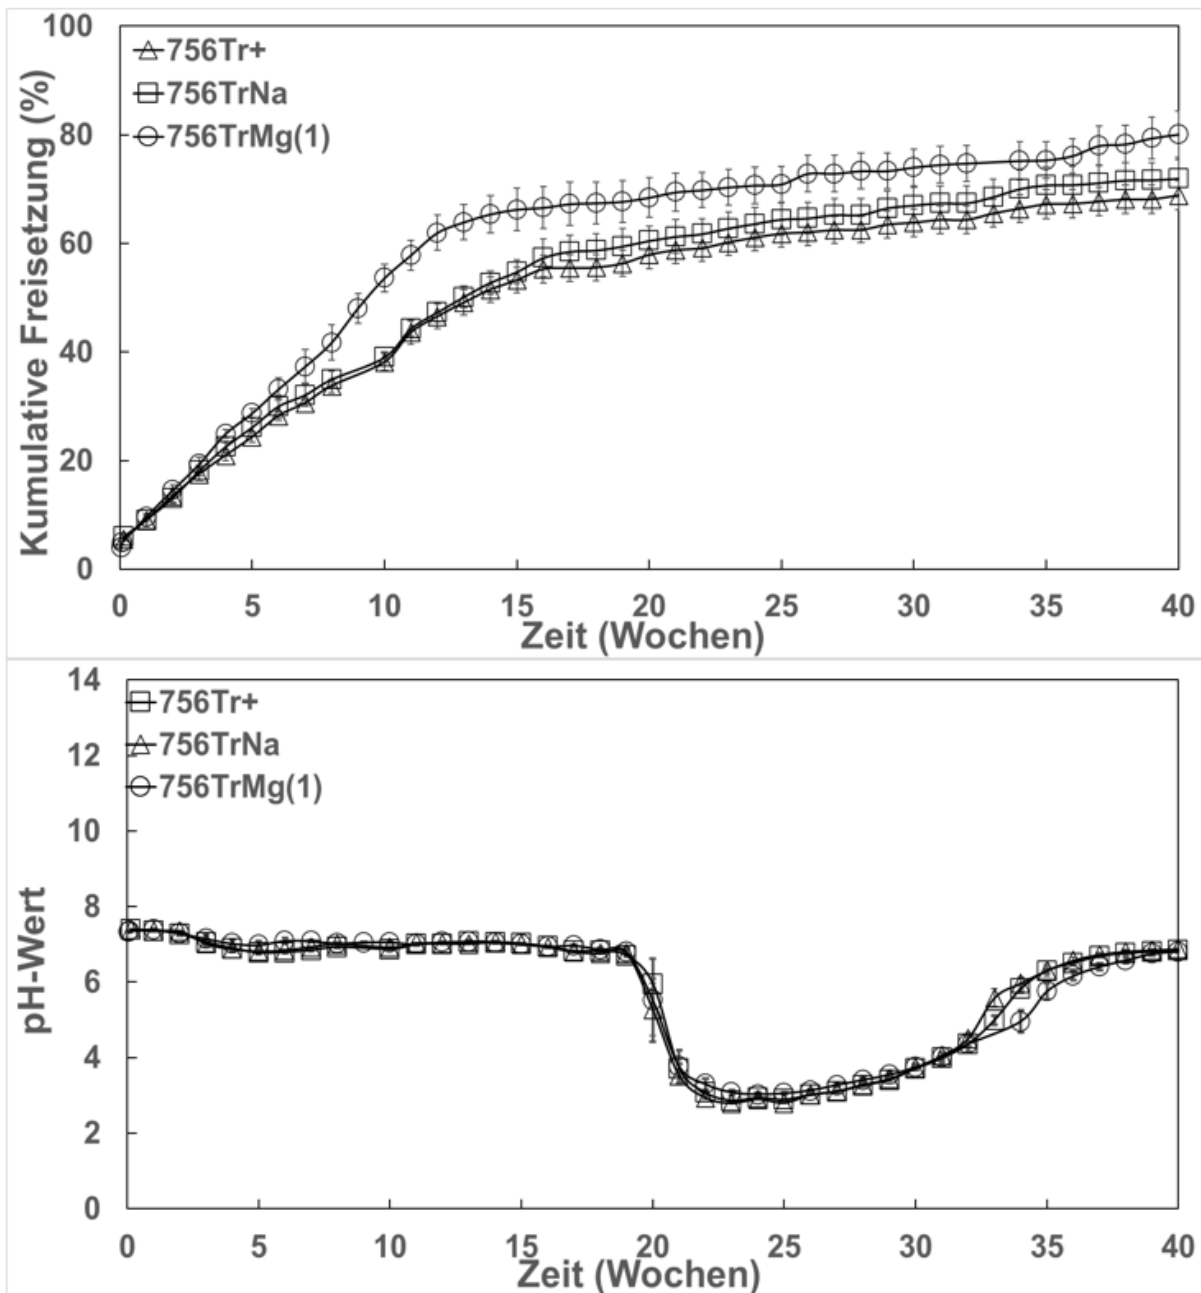 100
80
60
40
20
0
Kumulative Freisetzung (%)
756Tr+
756TrNa
756TrMg(1)
0 5 10 15 20 25 30 35 40
Zeit (Wochen)
14
12
10
8
6
4
2
0
pH-Wert
756Tr+
756TrNa
756TrMg(1)
0 5 10 15 20 25 30 35 40
Zeit (Wochen)